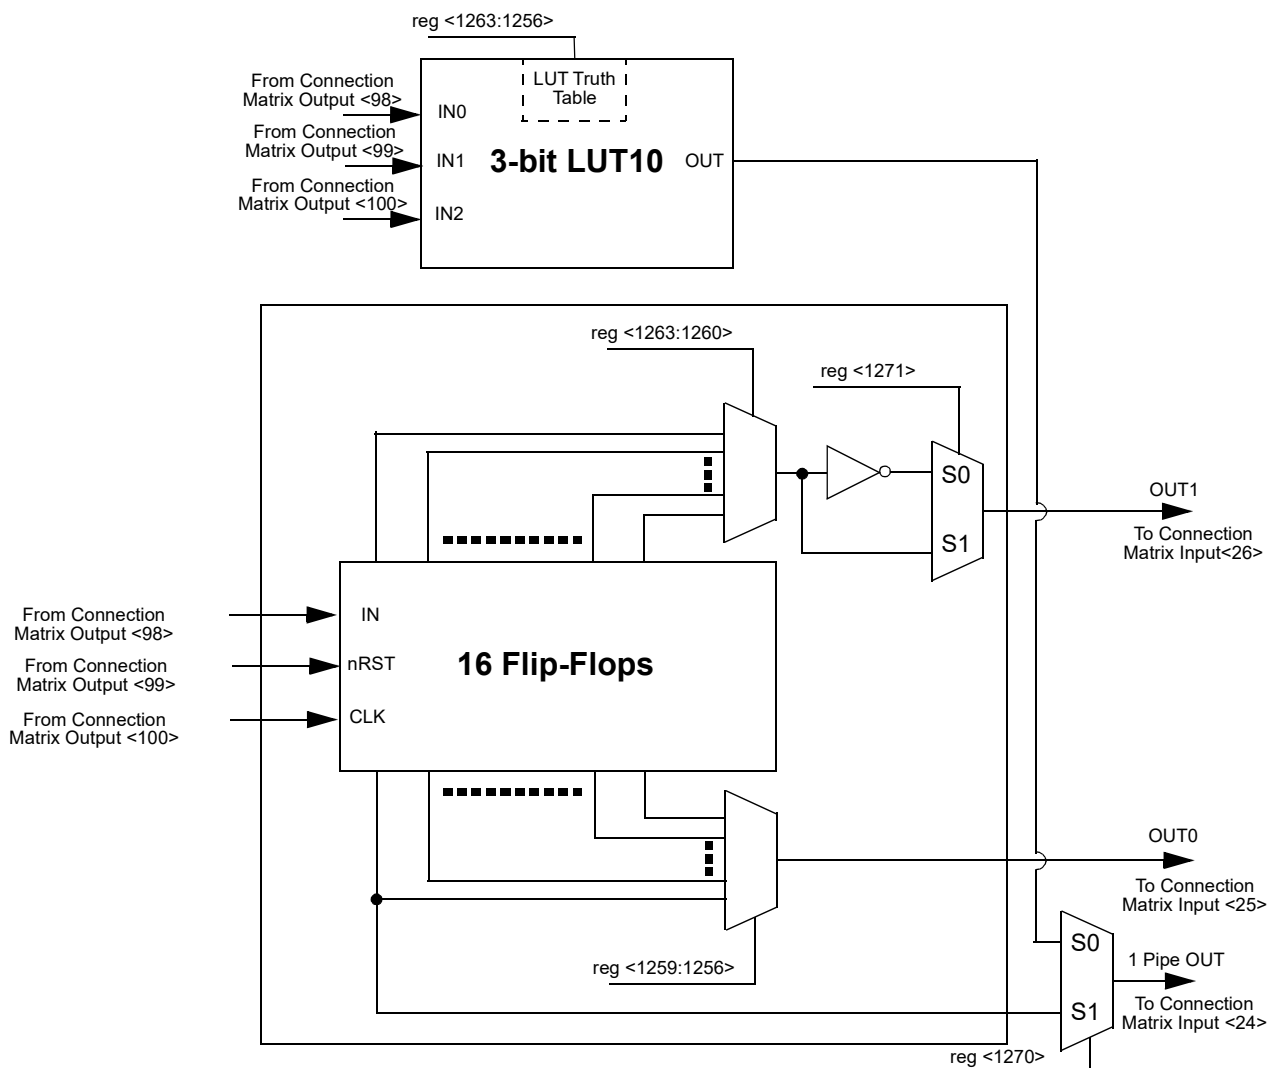 reg <1263:1256>
From Connection
Matrix Output <98>
LUT Truth
Table
IN0
From Connection
Matrix Output <99>
IN1
3-bit LUT10
OUT
From Connection
Matrix Output <100>
IN2
reg <1263:1260>
reg <1271>
S0
OUT1
S1
To Connection
Matrix Input<26>
From Connection
Matrix Output <98>
IN
From Connection
Matrix Output <99>
nRST
16 Flip-Flops
From Connection
Matrix Output <100>
CLK
OUT0
To Connection
Matrix Input <25>
reg <1259:1256>
S0
1 Pipe OUT
S1
To Connection
Matrix Input <24>
reg <1270>